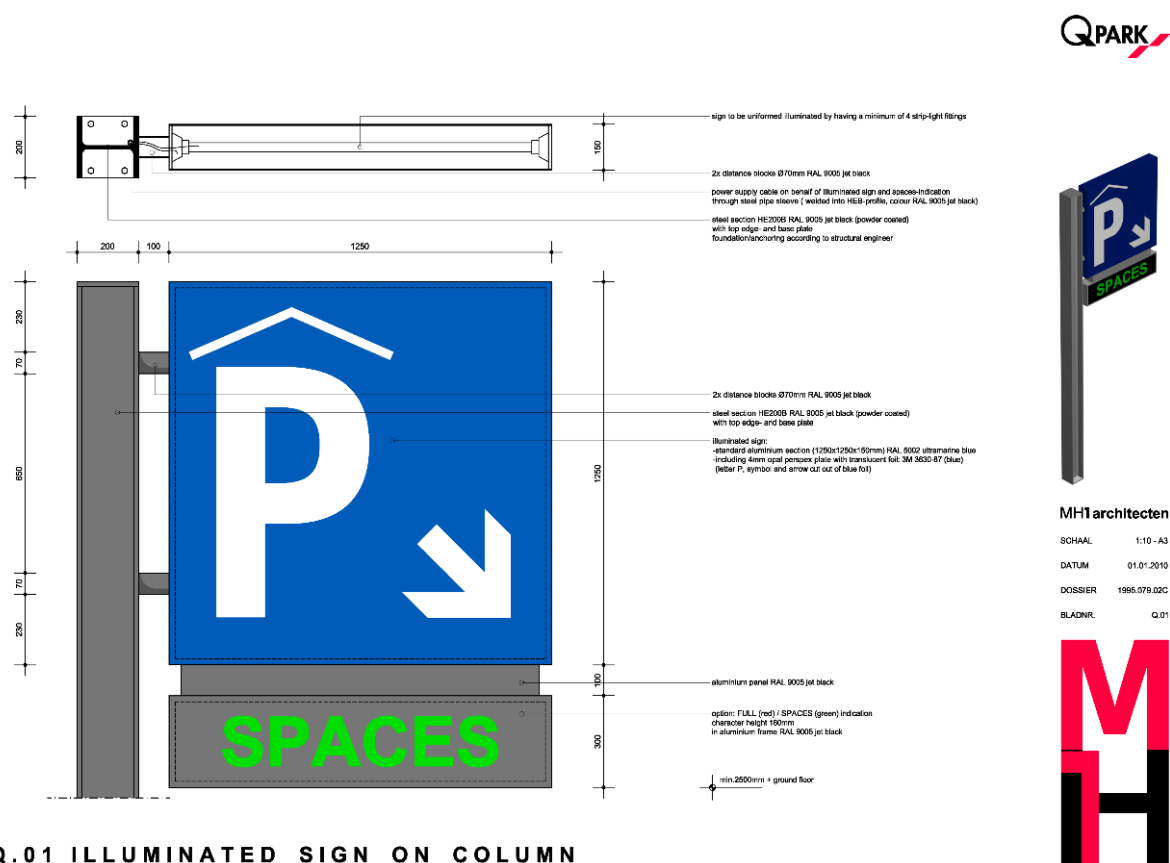 QPARK
200
150
sign to be uniformed illuminated by having a minimum of 4 strip-light fittings
2x distance blocks Ø70mm RAL 9005 jet black
power supply cable on behalf of illuminated sign and spaces-indication
through steel pipe sleeve ( welded into HEB-profile, colour RAL 9005 jet black)
steel section HE200B RAL 9005 jet black (powder coated)
with top edge- and base plate
foundation/anchoring according to structural engineer
200 100 1250
P
SPACES
230
70
650
70
230
1250
100
300
P
SPACES
2x distance blocks Ø70mm RAL 9005 jet black
steel section HE200B RAL 9005 jet black (powder coated)
with top edge- and base plate
illuminated sign:
-standard aluminium section (1250x1250x150mm) RAL 5002 ultramarine blue
-including 4mm opal perspex plate with translucent foil: 3M 3630-87 (blue)
(letter P, symbol and arrow cut out of blue foil)
aluminium panel RAL 9005 jet black
option: FULL (red) / SPACES (green) indication
character height 160mm
in aluminium frame RAL 9005 jet black
min.2500mm + ground floor
MH1 architecten
SCHAAL 1:10 - A3
DATUM 01.01.2010
DOSSIER 1995.079.02C
BLADNR. Q.01
MH
Q.01 ILLUMINATED SIGN ON COLUMN